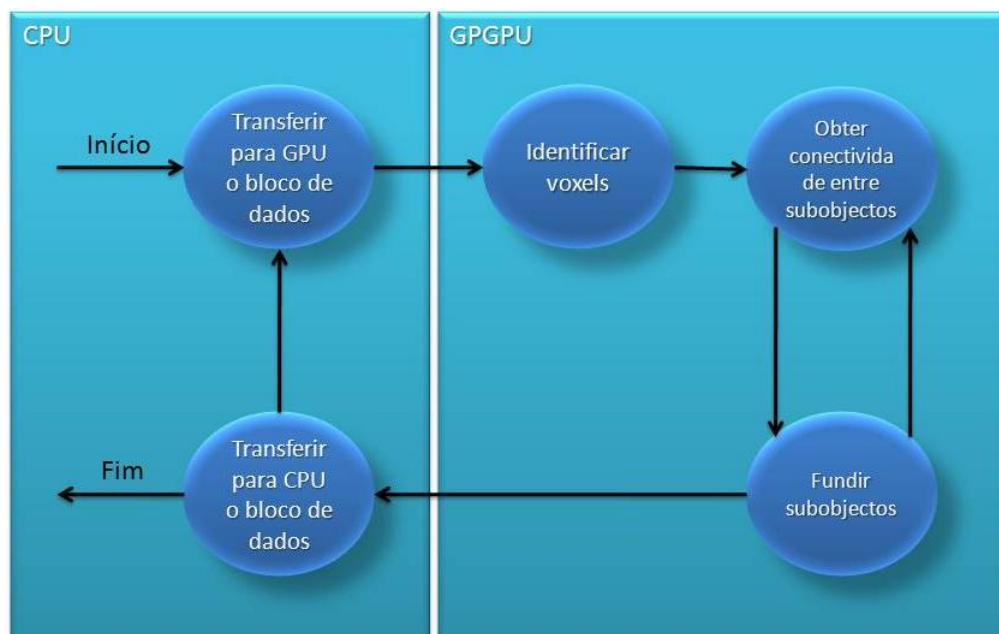 CPU
GPGPU
Início
Transferir
para GPU
o bloco de
dados
Identificar
voxels
Obter
conectivida
de entre
subobjectos
Fim
Transferir
para CPU
o bloco de
dados
Fundir
subobjectos